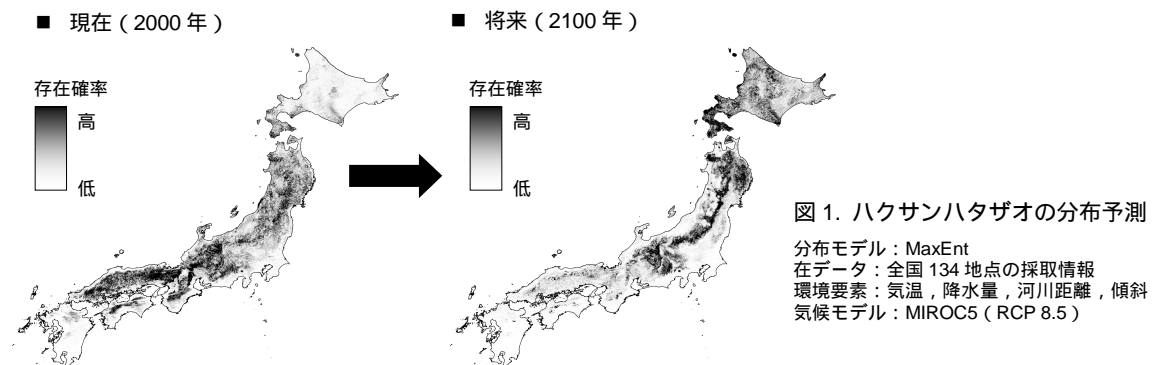 ■ 現在(2000 年)
■ 将来(2100 年)
存在確率
高
低
存在確率
高
低
図 1. ハクサンハタザオの分布予測
分布モデル:MaxEnt
在データ:全国 134 地点の採取情報
環境要素:気温,降水量,河川距離,傾斜
気候モデル:MIROC5(RCP 8.5)